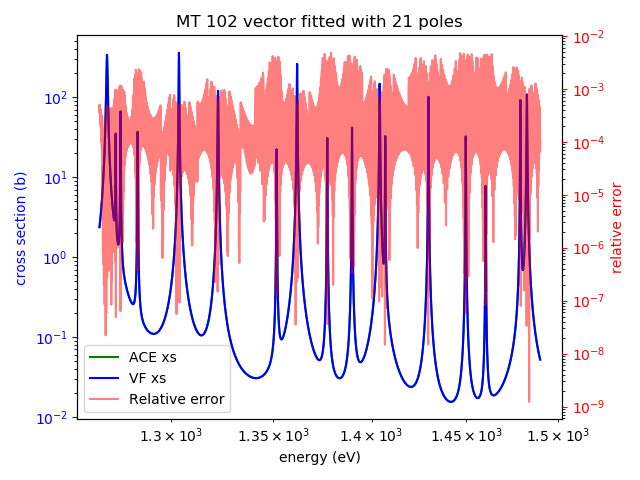 MT 102 vector fitted with 21 poles
10²
10¹
10⁰
10⁻¹
10⁻²
cross section (b)
10⁻²
10⁻³
10⁻⁴
10⁻⁵
10⁻⁶
10⁻⁷
10⁻⁸
10⁻⁹
relative error
ACE xs
VF xs
Relative error
1.3 × 10³ 1.35 × 10³ 1.4 × 10³ 1.45 × 10³ 1.5 × 10³
energy (eV)